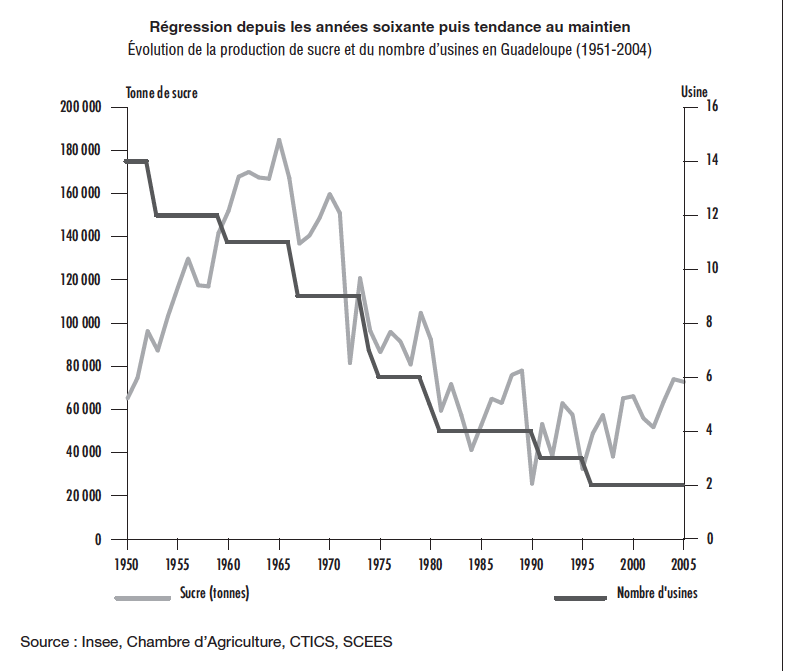 Régression depuis les années soixante puis tendance au maintien
Évolution de la production de sucre et du nombre d'usines en Guadeloupe (1951-2004)
Tonne de sucre
Usine
200 000
180 000
160 000
140 000
120 000
100 000
80 000
60 000
40 000
20 000
0
16
14
12
10
8
6
4
2
0
1950 1955 1960 1965 1970 1975 1980 1985 1990 1995 2000 2005
Sucre (tonnes)
Nombre d'usines
Source : Insee, Chambre d'Agriculture, CTICS, SCEES